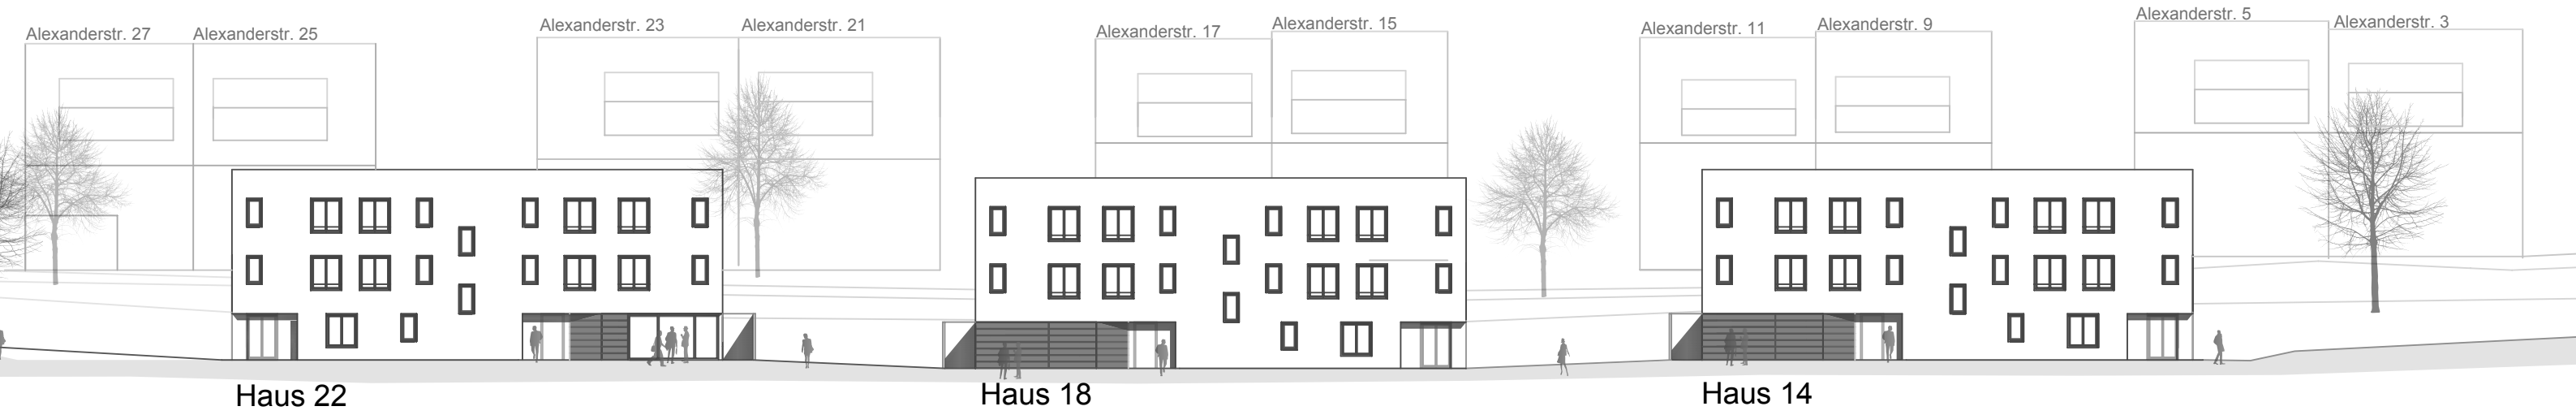 Alexanderstr. 27
Alexanderstr. 25
Alexanderstr. 23
Alexanderstr. 21
Alexanderstr. 17
Alexanderstr. 15
Alexanderstr. 11
Alexanderstr. 9
Alexanderstr. 5
Alexanderstr. 3
Haus 22
Haus 18
Haus 14